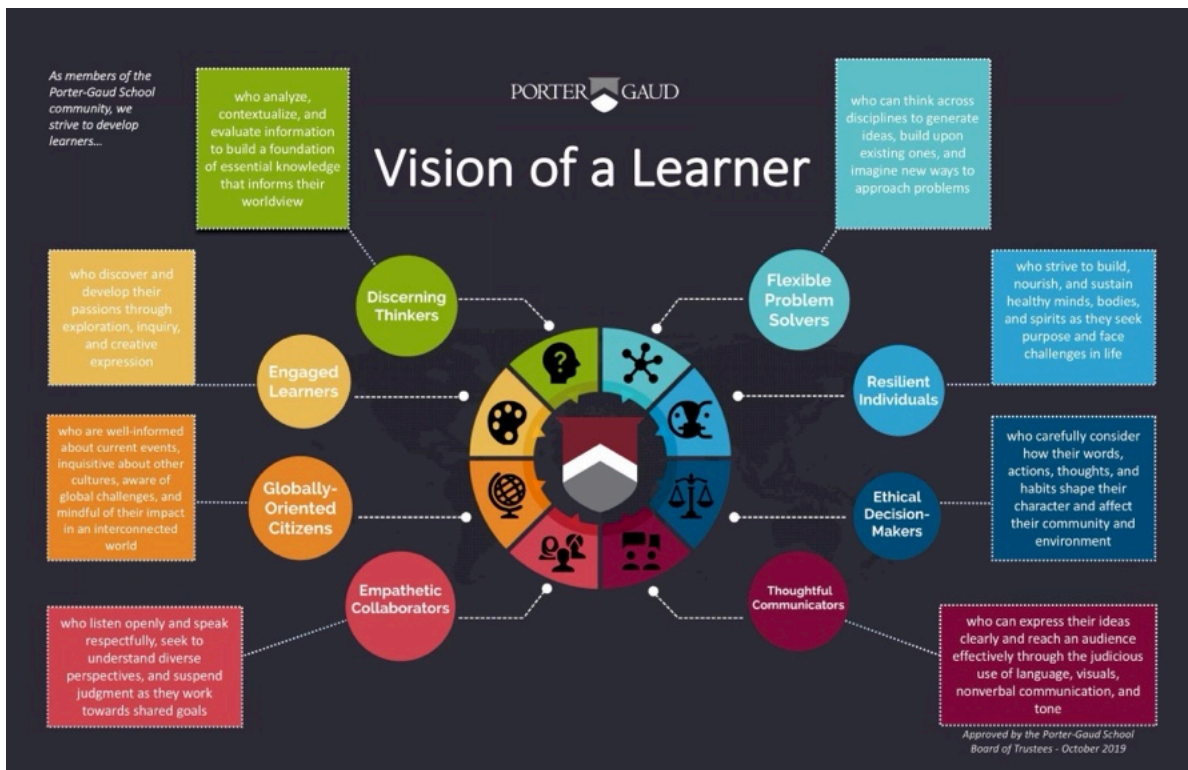 As members of the
Porter-Gaud School
community, we
strive to develop
learners...
PORTER GAUD
Vision of a Learner
who analyze,
contextualize, and
evaluate information
to build a foundation
of essential knowledge
that informs their
worldview
Discerning
Thinkers
who can think across
disciplines to generate
ideas, build upon
existing ones, and
imagine new ways to
approach problems
Flexible
Problem
Solvers
who discover and
develop their
passions through
exploration, inquiry,
and creative
expression
Engaged
Learners
who strive to build,
nourish, and sustain
healthy minds, bodies,
and spirits as they seek
purpose and face
challenges in life
Resilient
Individuals
who are well-informed
about current events,
inquisitive about other
cultures, aware of
global challenges, and
mindful of their impact
in an interconnected
world
Globally-
Oriented
Citizens
who carefully consider
how their words,
actions, thoughts, and
habits shape their
character and affect
their community and
environment
Ethical
Decision-
Makers
Empathetic
Collaborators
who listen openly and speak
respectfully, seek to
understand diverse
perspectives, and suspend
judgment as they work
towards shared goals
Thoughtful
Communicators
who can express their ideas
clearly and reach an audience
effectively through the judicious
use of language, visuals,
nonverbal communication, and
tone
Approved by the Porter-Gaud School
Board of Trustees - October 2019